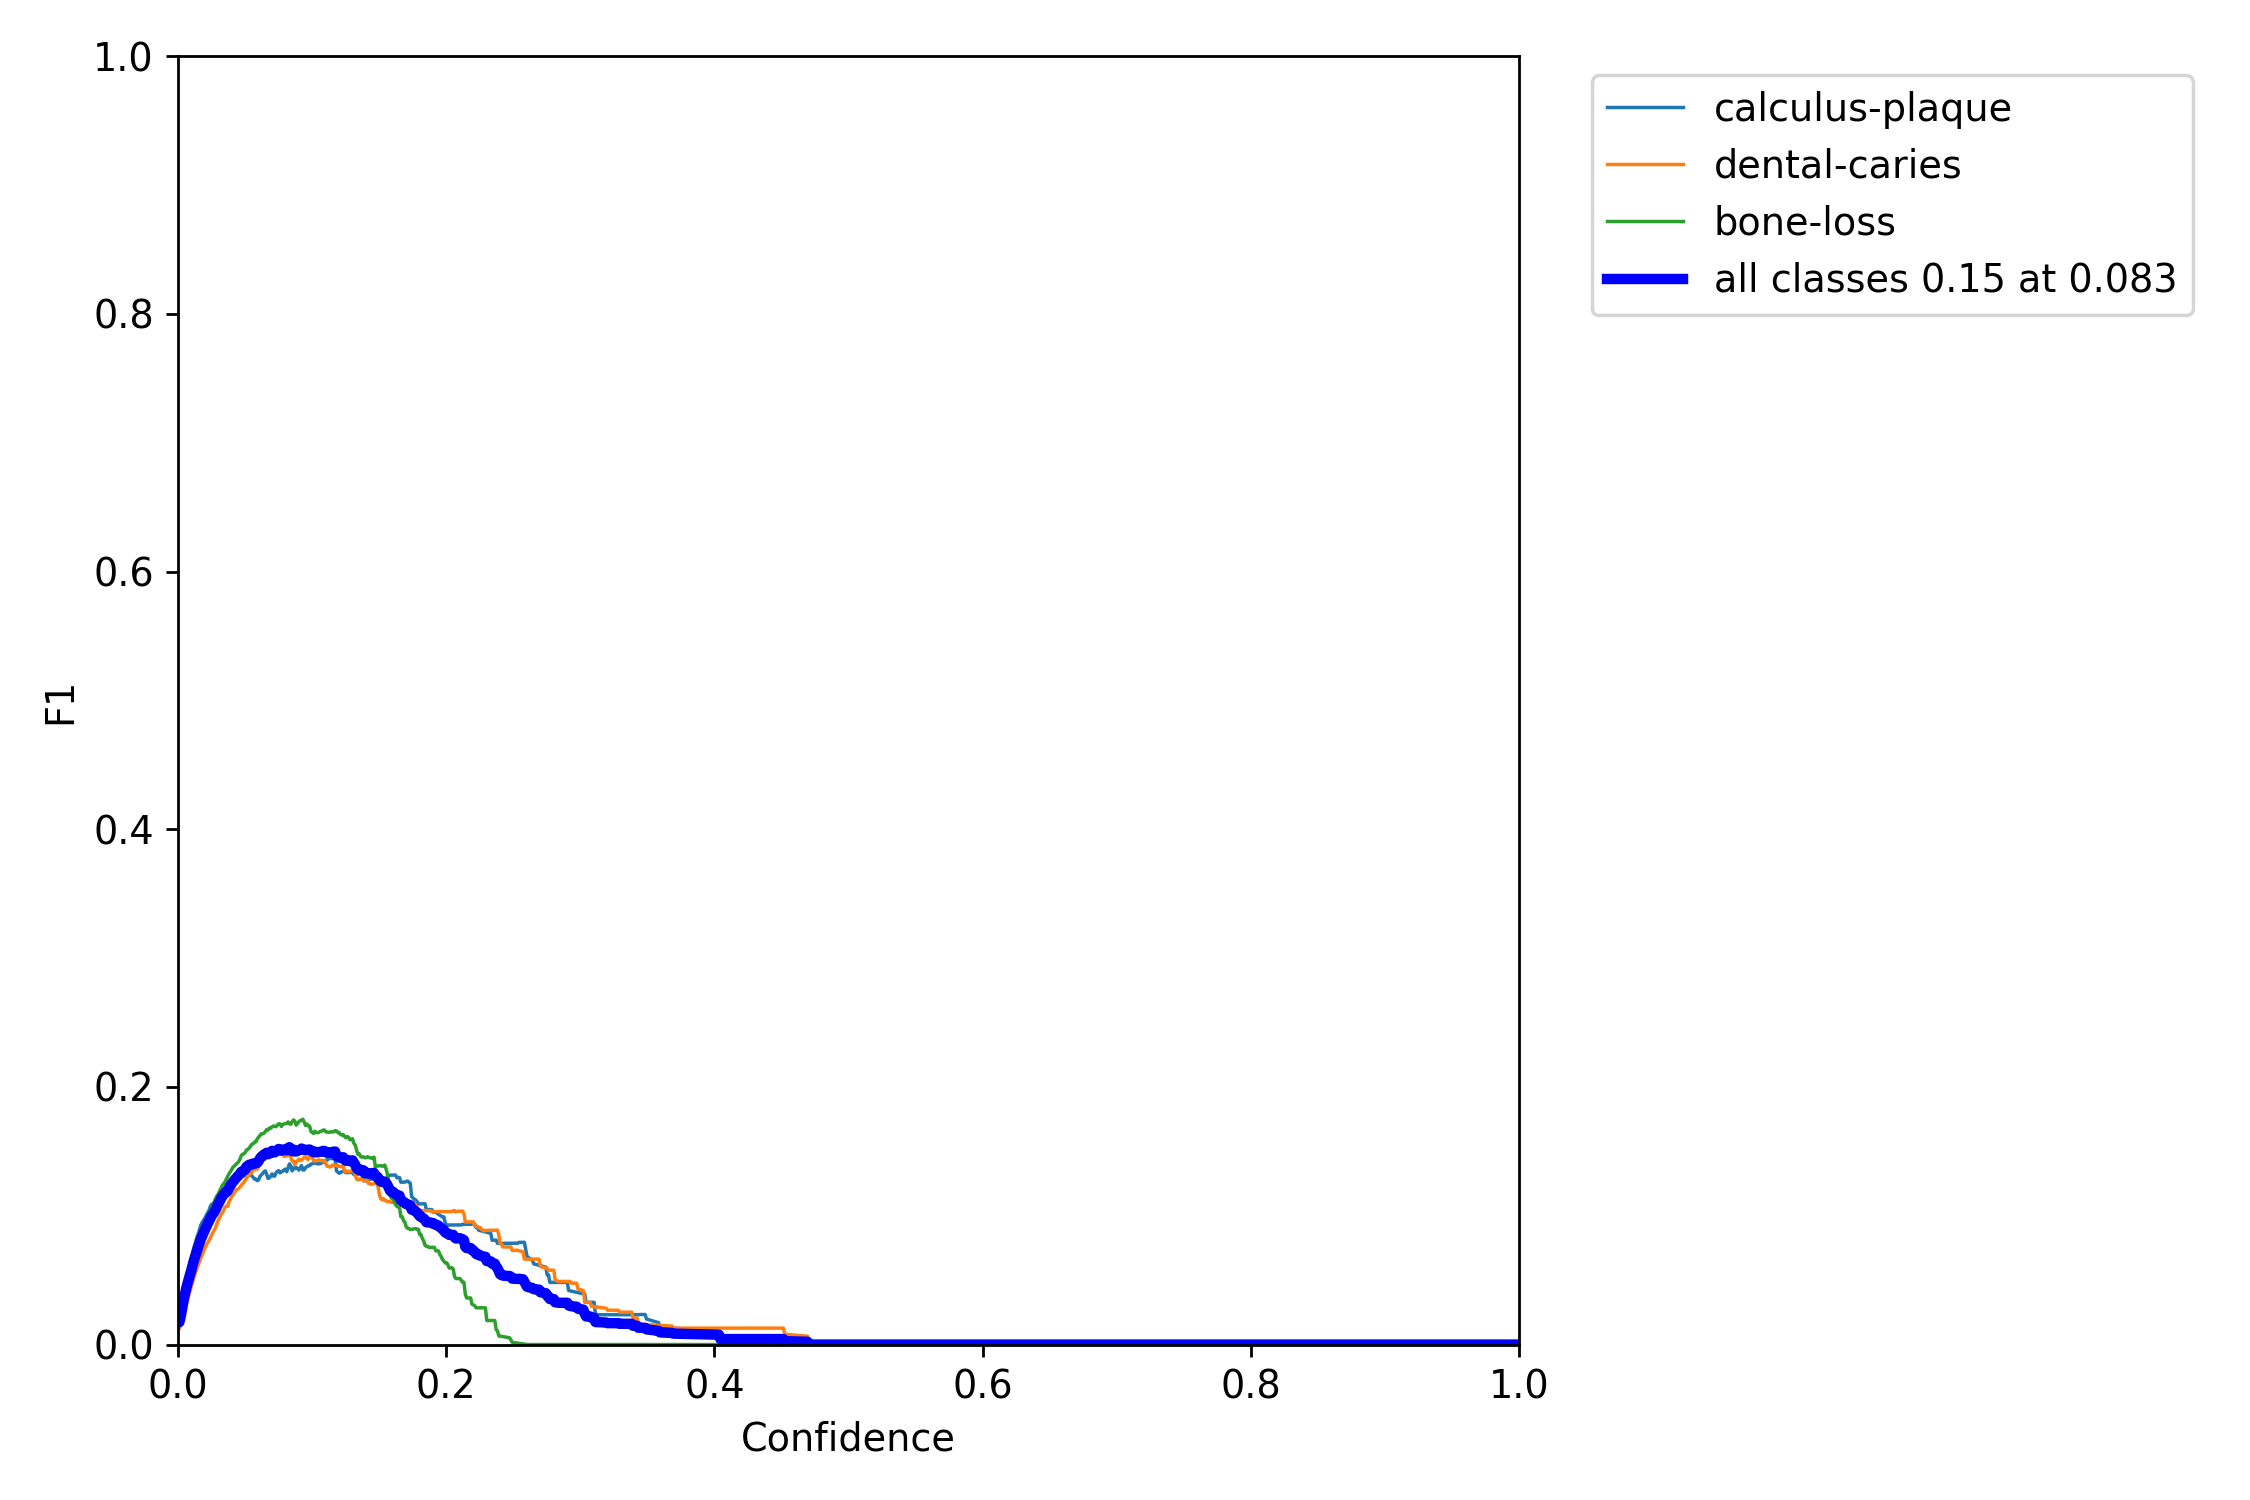 1.0
0.8
0.6
0.4
0.2
0.0
F1
0.0 0.2 0.4 0.6 0.8 1.0
Confidence
calculus-plaque
dental-caries
bone-loss
all classes 0.15 at 0.083